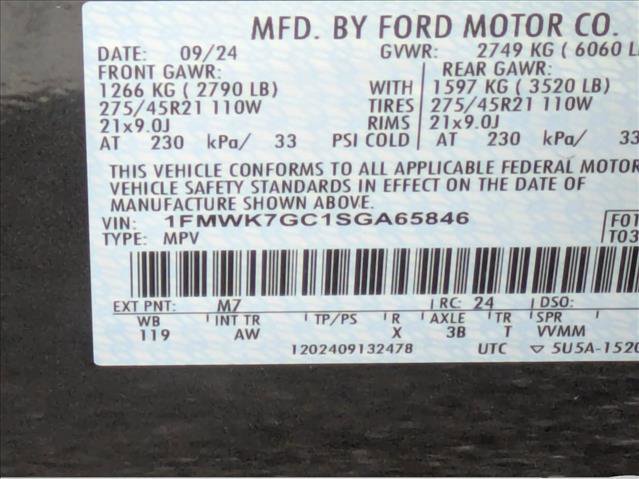 MFD. BY FORD MOTOR CO.
DATE: 09/24 GVWR: 2749 KG ( 6060 L
FRONT GAWR: REAR GAWR:
1266 KG ( 2790 LB) WITH 1597 KG ( 3520 LB)
275/45R21 110W TIRES 275/45R21 110W
21x9.0J RIMS 21x9.0J
AT 230 kPa/ 33 PSI COLD AT 230 kPa/ 33
THIS VEHICLE CONFORMS TO ALL APPLICABLE FEDERAL MOTOR
VEHICLE SAFETY STANDARDS IN EFFECT ON THE DATE OF
MANUFACTURE SHOWN ABOVE.
VIN: 1FMWK7GC1SGA65846 F01
TYPE: MPV T03
EXT PNT: M7 RC: 24 DSO:
WB INT TR TP/PS R AXLE TR SPR
119 AW X 3B T VVMM
1202409132478 UTC ▽ 5U5A-1520